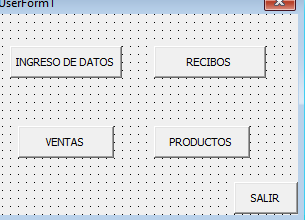 UserForm1
INGRESO DE DATOS
RECIBOS
VENTAS
PRODUCTOS
SALIR